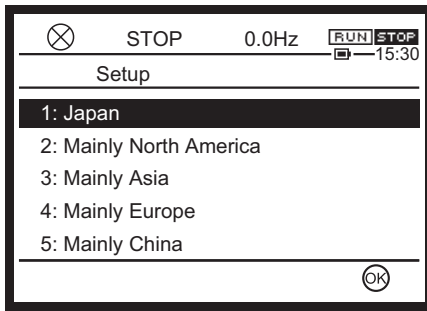 STOP 0.0Hz RUN STOP
15:30
Setup
1: Japan
2: Mainly North America
3: Mainly Asia
4: Mainly Europe
5: Mainly China
OK